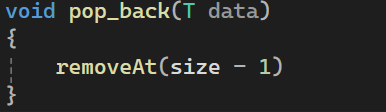 void pop_back(T data)
{
    removeAt(size - 1)
}